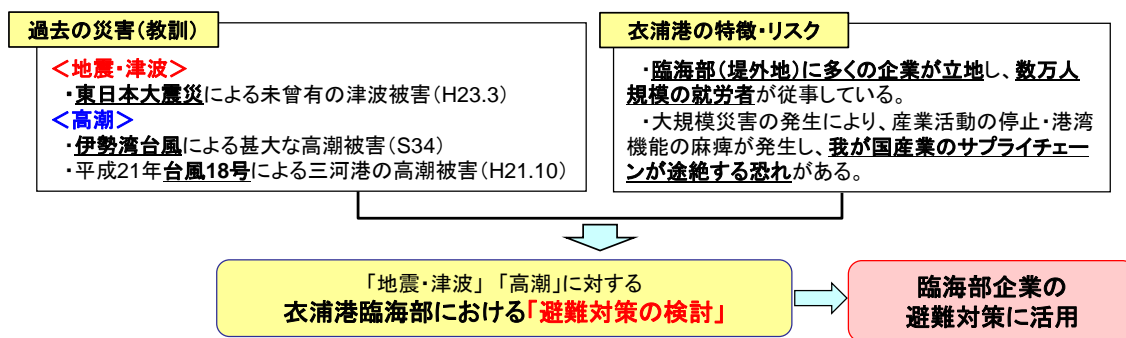 過去の災害(教訓)
<地震・津波>
・東日本大震災による未曾有の津波被害(H23.3)
<高潮>
・伊勢湾台風による甚大な高潮被害(S34)
・平成21年台風18号による三河港の高潮被害(H21.10)
衣浦港の特徴・リスク
・臨海部(堤外地)に多くの企業が立地し、数万人
規模の就労者が従事している。
・大規模災害の発生により、産業活動の停止・港湾
機能の麻痺が発生し、我が国産業のサプライチェー
ンが途絶する恐れがある。
「地震・津波」「高潮」に対する
衣浦港臨海部における「避難対策の検討」
臨海部企業の
避難対策に活用